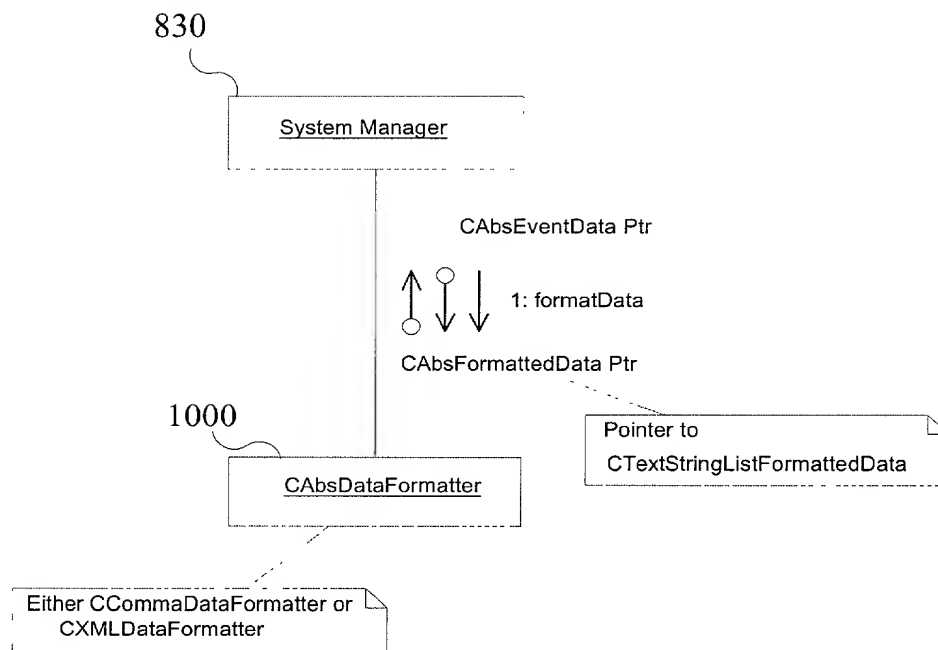 830
System Manager
CAbsEventData Ptr
1: formatData
CAbsFormattedData Ptr
1000
Pointer to
CTextStringListFormattedData
CAbsDataFormatter
Either CCommaDataFormatter or
CXMLDataFormatter